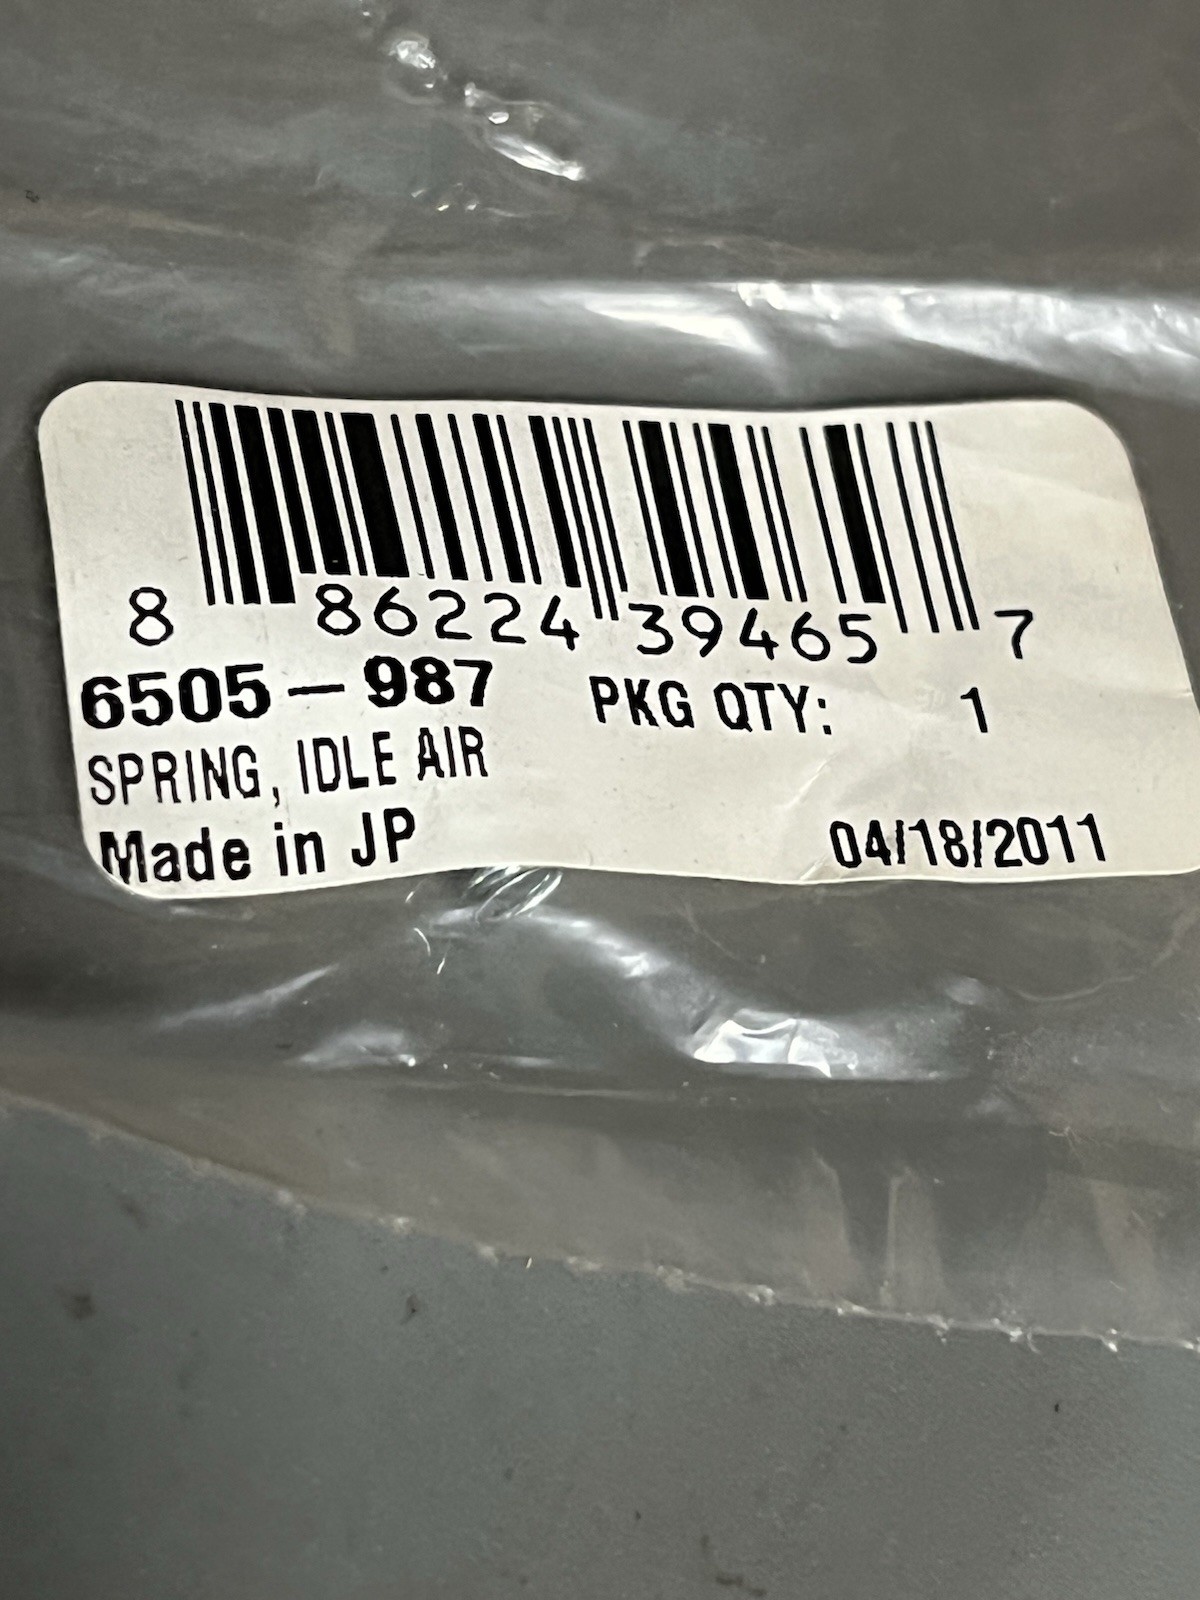 8 86224 39465 7
6505-987 PKG QTY: 1
SPRING, IDLE AIR
Made in JP 04/18/2011